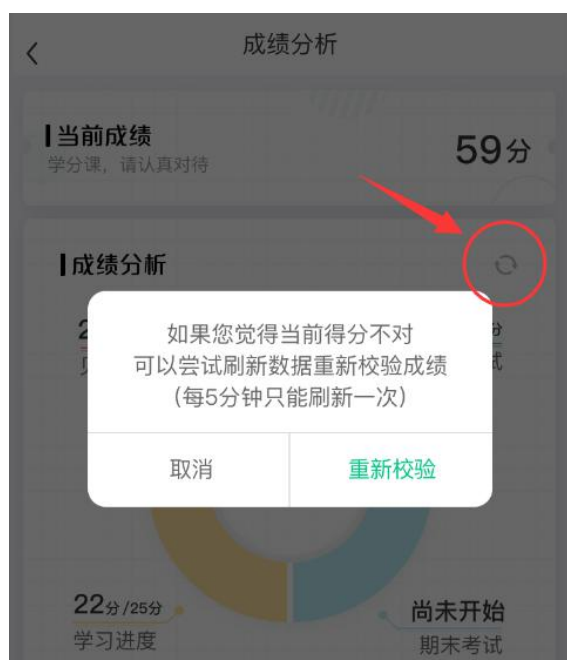 成绩分析
当前成绩
59分
学分课，请认真对待
成绩分析
如果您觉得当前得分不对
可以尝试刷新数据重新校验成绩
（每5分钟只能刷新一次）
取消
重新校验
22分/25分
学习进度
尚未开始
期末考试